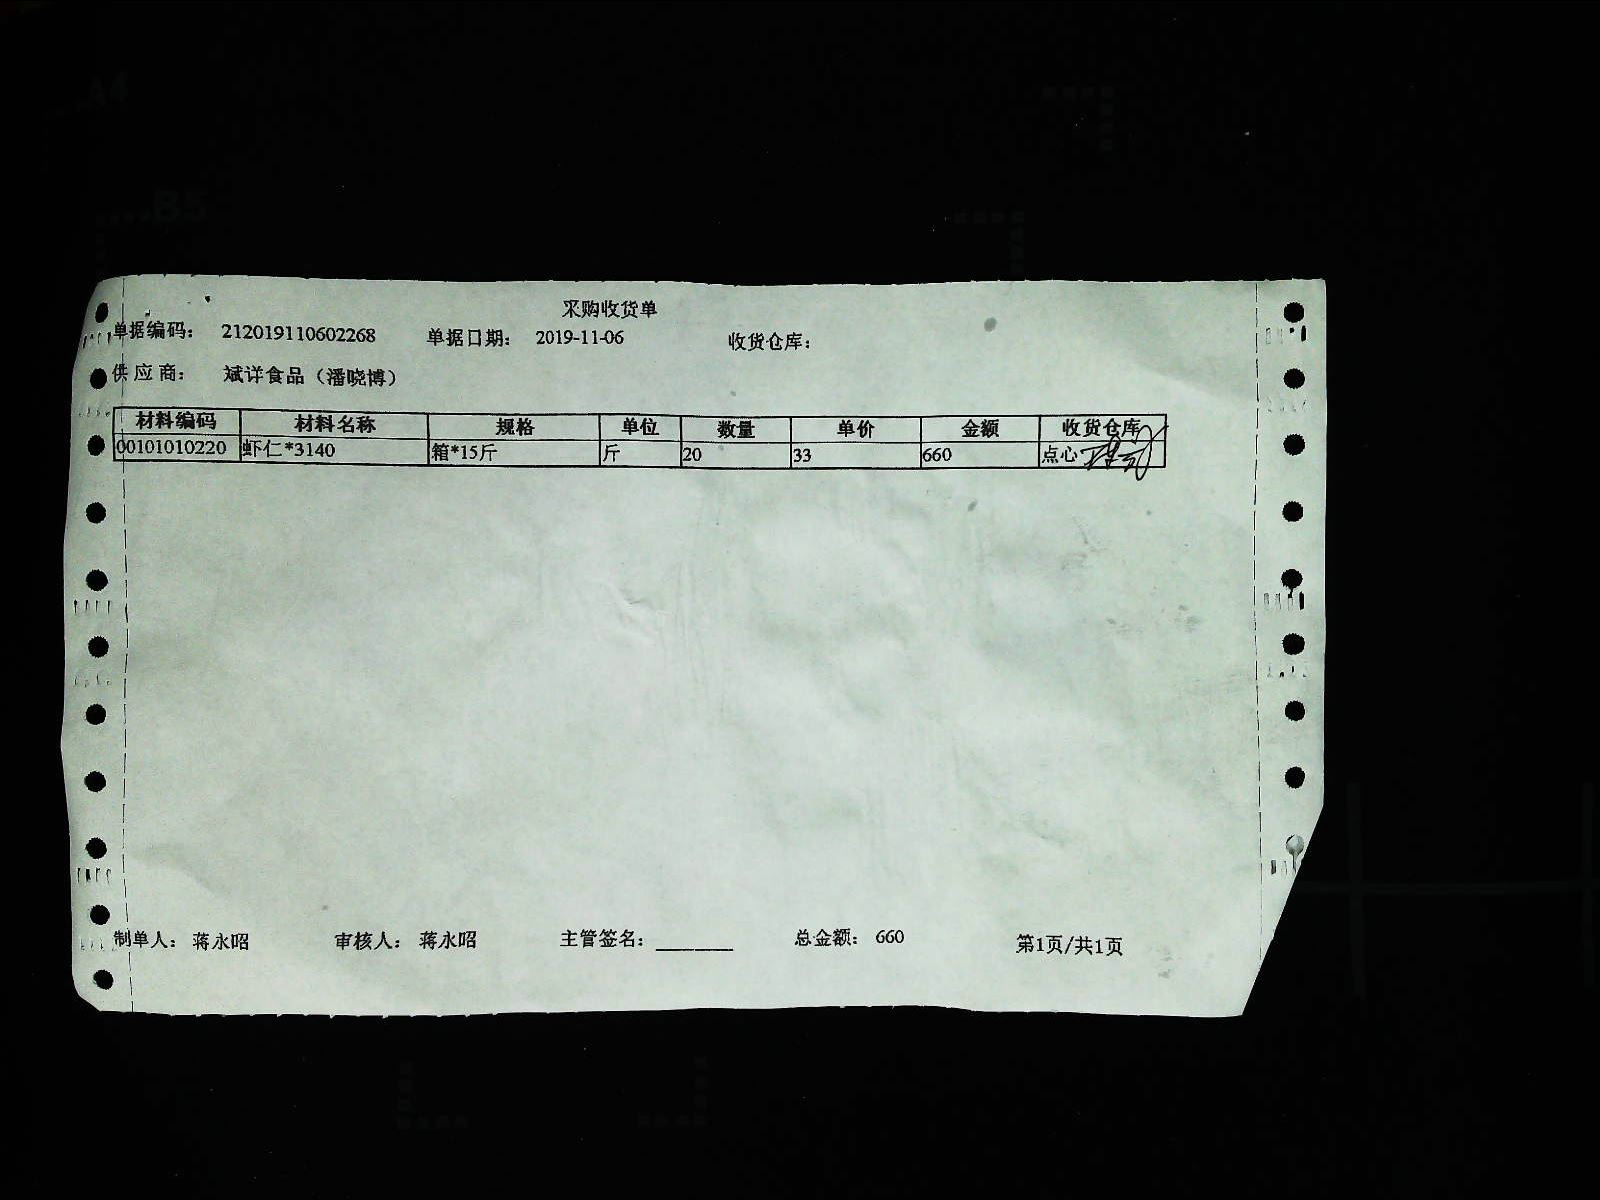 采购收货单
单据编码： 212019110602268 单据日期： 2019-11-06 收货仓库：
供应商： 斌详食品（潘晓博）
材料编码 材料名称 规格 单位 数量 单价 金额 收货仓库
00101010220 虾仁*3140 箱*15斤 斤 20 33 660 点心
制单人： 蒋永昭 审核人： 蒋永昭 主管签名：________ 总金额： 660 第1页/共1页